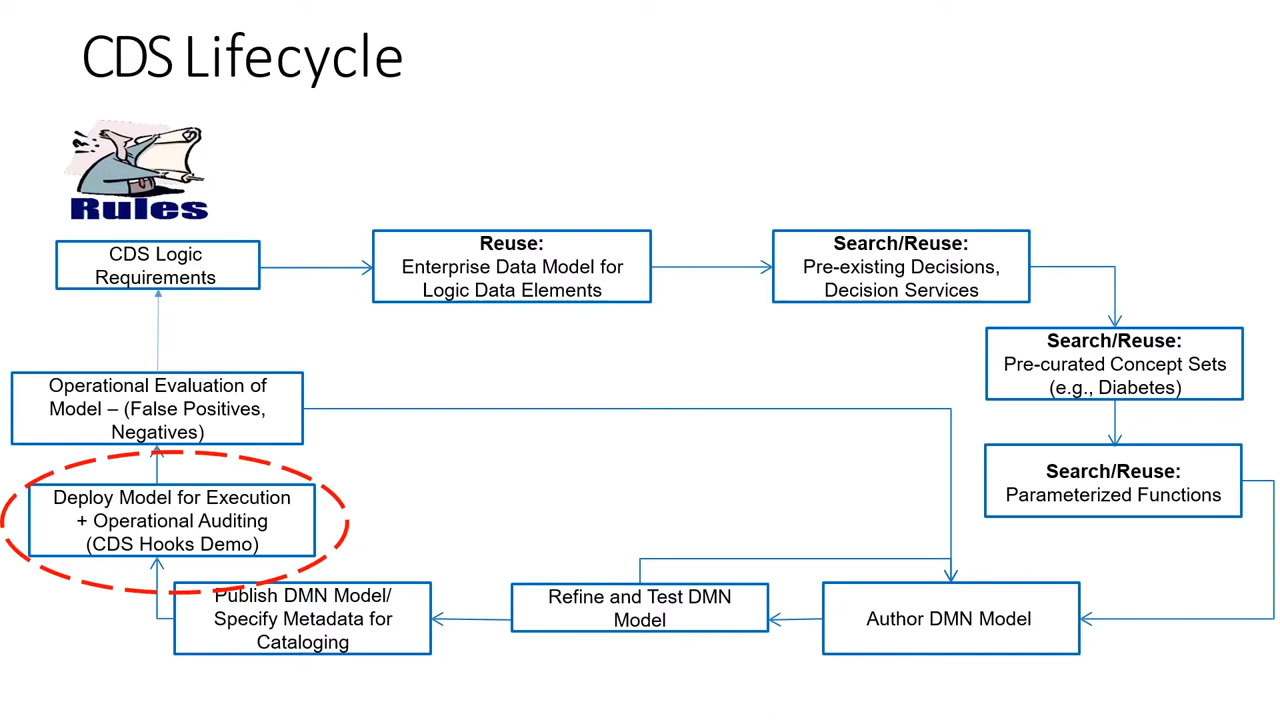 CDS Lifecycle
Rules
CDS Logic
Requirements
Reuse:
Enterprise Data Model for
Logic Data Elements
Search/Reuse:
Pre-existing Decisions,
Decision Services
Search/Reuse:
Pre-curated Concept Sets
(e.g., Diabetes)
Search/Reuse:
Parameterized Functions
Operational Evaluation of
Model – (False Positives,
Negatives)
Deploy Model for Execution
+ Operational Auditing
(CDS Hooks Demo)
Publish DMN Model/
Specify Metadata for
Cataloging
Refine and Test DMN
Model
Author DMN Model